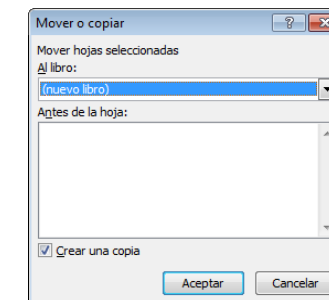 Mover o copiar
Mover hojas seleccionadas
Al libro:
(nuevo libro)
Antes de la hoja:
Crear una copia
Aceptar Cancelar